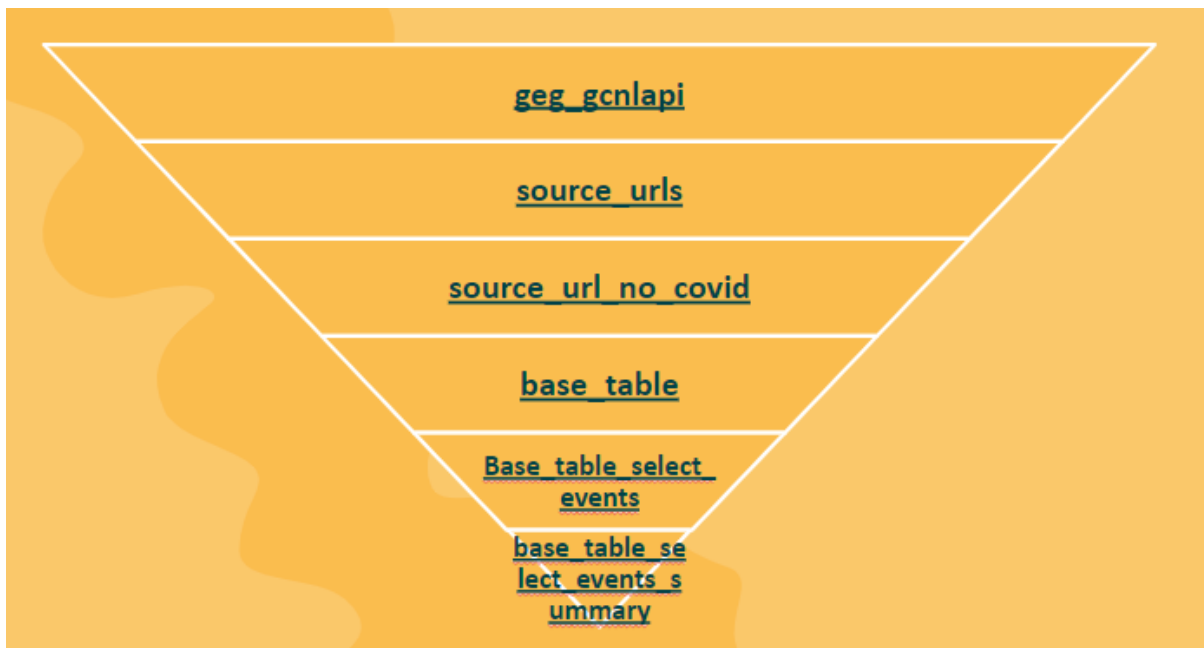 geg_gcnlapi
source_urls
source_url_no_covid
base_table
Base_table_select_
events
base_table_se
lect_events_s
ummary